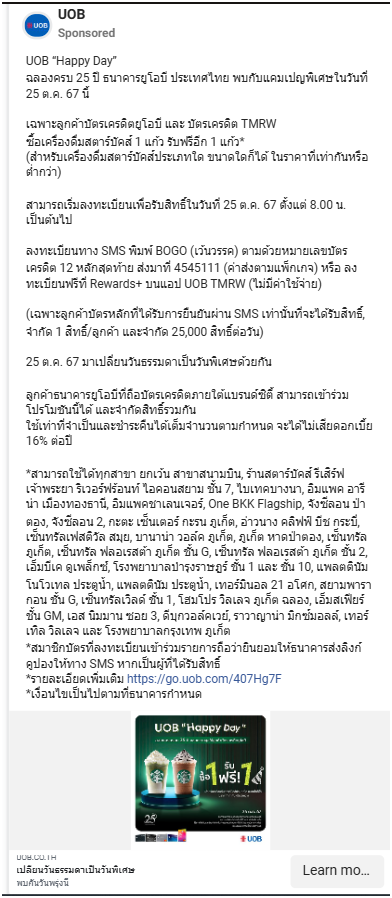 UOB
UOB
Sponsored
UOB “Happy Day”
ฉลองครบ 25 ปี ธนาคารยูโอบี ประเทศไทย พบกับแคมเปญพิเศษในวันที่
25 ต.ค. 67 นี้
เฉพาะลูกค้าบัตรเครดิตยูโอบี และ บัตรเครดิต TMRW
ซื้อเครื่องดื่มสตาร์บัคส์ 1 แก้ว รับฟรีอีก 1 แก้ว*
(สำหรับเครื่องดื่มสตาร์บัคส์ประเภทใด ขนาดใดก็ได้ ในราคาที่เท่ากันหรือ
ต่ำกว่า)
สามารถเริ่มลงทะเบียนเพื่อรับสิทธิ์ในวันที่ 25 ต.ค. 67 ตั้งแต่ 8.00 น.
เป็นต้นไป
ลงทะเบียนทาง SMS พิมพ์ BOGO (เว้นวรรค) ตามด้วยหมายเลขบัตร
เครดิต 12 หลักสุดท้าย ส่งมาที่ 4545111 (ค่าส่งตามแพ็กเกจ) หรือ ลง
ทะเบียนฟรีที่ Rewards+ บนแอป UOB TMRW (ไม่มีค่าใช้จ่าย)
(เฉพาะลูกค้าบัตรหลักที่ได้รับการยืนยันผ่าน SMS เท่านั้นที่จะได้รับสิทธิ์,
จำกัด 1 สิทธิ์/ลูกค้า และจำกัด 25,000 สิทธิ์ต่อวัน)
25 ต.ค. 67 มาเปลี่ยนวันธรรมดาเป็นวันพิเศษด้วยกัน
ลูกค้าธนาคารยูโอบีที่ถือบัตรเครดิตภายใต้แบรนด์ซิตี้ สามารถเข้าร่วม
โปรโมชันนี้ได้ และจำกัดสิทธิ์รวมกัน
ใช้เท่าที่จำเป็นและชำระคืนได้เต็มจำนวนตามกำหนด จะได้ไม่เสียดอกเบี้ย
16% ต่อปี
*สามารถใช้ได้ทุกสาขา ยกเว้น สาขาสนามบิน, ร้านสตาร์บัคส์ รีเสิร์ฟ
เจ้าพระยา ริเวอร์ฟร้อนท์ ไอคอนสยาม ชั้น 7, ไบเทคบางนา, อิมแพค อารี
น่า เมืองทองธานี, อิมแพคชาเลนเจอร์, One BKK Flagship, จังซีลอน ป่า
ตอง, จังซีลอน 2, กะตะ เซ็นเตอร์ กะรน ภูเก็ต, อ่าวนาง คลิฟฟ์ บีช กระบี่,
เซ็นทรัลเฟสติวัล สมุย, บานาน่า วอล์ค ภูเก็ต, ภูเก็ต หาดป่าตอง, เซ็นทรัล
ภูเก็ต, เซ็นทรัล ฟลอเรสต้า ภูเก็ต ชั้น G, เซ็นทรัล ฟลอเรสต้า ภูเก็ต ชั้น 2,
เอ็มบีเค ดูเพล็กซ์, โรงพยาบาลบำรุงราษฎร์ ชั้น 1 และ ชั้น 10, แพลตตินัม
โนโวเทล ประตูน้ำ, แพลตตินัม ประตูน้ำ, เทอร์มินอล 21 อโศก, สยามพารา
กอน ชั้น G, เซ็นทรัลเวิลด์ ชั้น 1, โฮมโปร วิลเลจ ภูเก็ต ฉลอง, เอ็มสเฟียร์
ชั้น GM, เอส นิมมาน ซอย 3, ดีบุกวอล์คเวย์, ราวาญาน่า มิกซ์มอลล์, เทอร์
เทิล วิลเลจ และ โรงพยาบาลกรุงเทพ ภูเก็ต
*สมาชิกบัตรที่ลงทะเบียนเข้าร่วมรายการถือว่ายินยอมให้ธนาคารส่งลิงก์
คูปองให้ทาง SMS หากเป็นผู้ที่ได้รับสิทธิ์
*รายละเอียดเพิ่มเติม https://go.uob.com/407Hg7F
*เงื่อนไขเป็นไปตามที่ธนาคารกำหนด
UOB “Happy Day”
ซื้อ 1 รับฟรี! 1
25
UOB
UOB.CO.TH
เปลี่ยนวันธรรมดาเป็นวันพิเศษ
พบกันวันพรุ่งนี้
Learn mo...